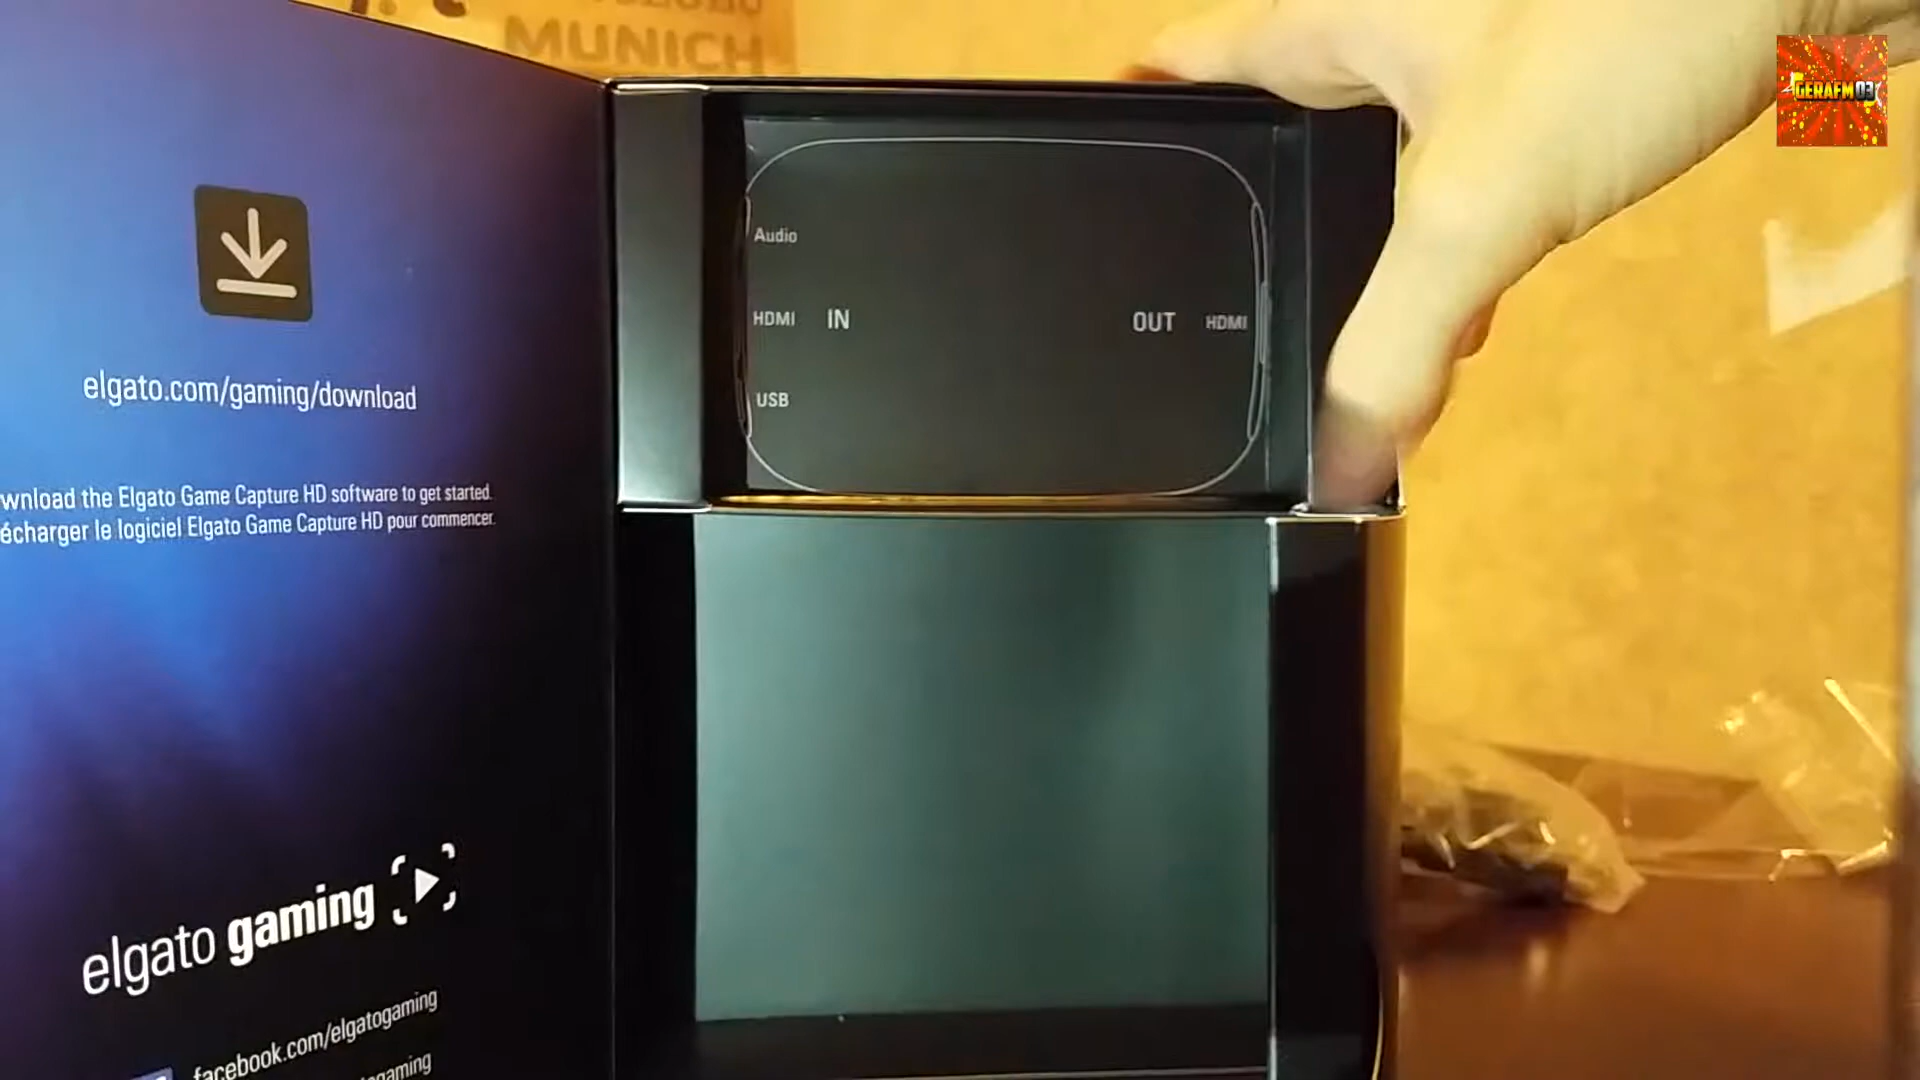 MUNICH
GERAFM03
elgato.com/gaming/download
wnload the Elgato Game Capture HD software to get started.
écharger le logiciel Elgato Game Capture HD pour commencer.
elgato gaming
facebook.com/elgatogaming
gaming
Audio
HDMI IN
USB
OUT HDMI